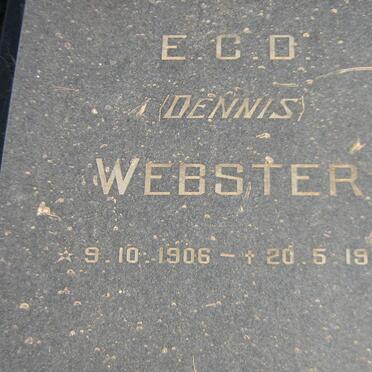 E C D
(DENNIS)
WEBSTER
☆ 9.10.1906 – † 20.5.19